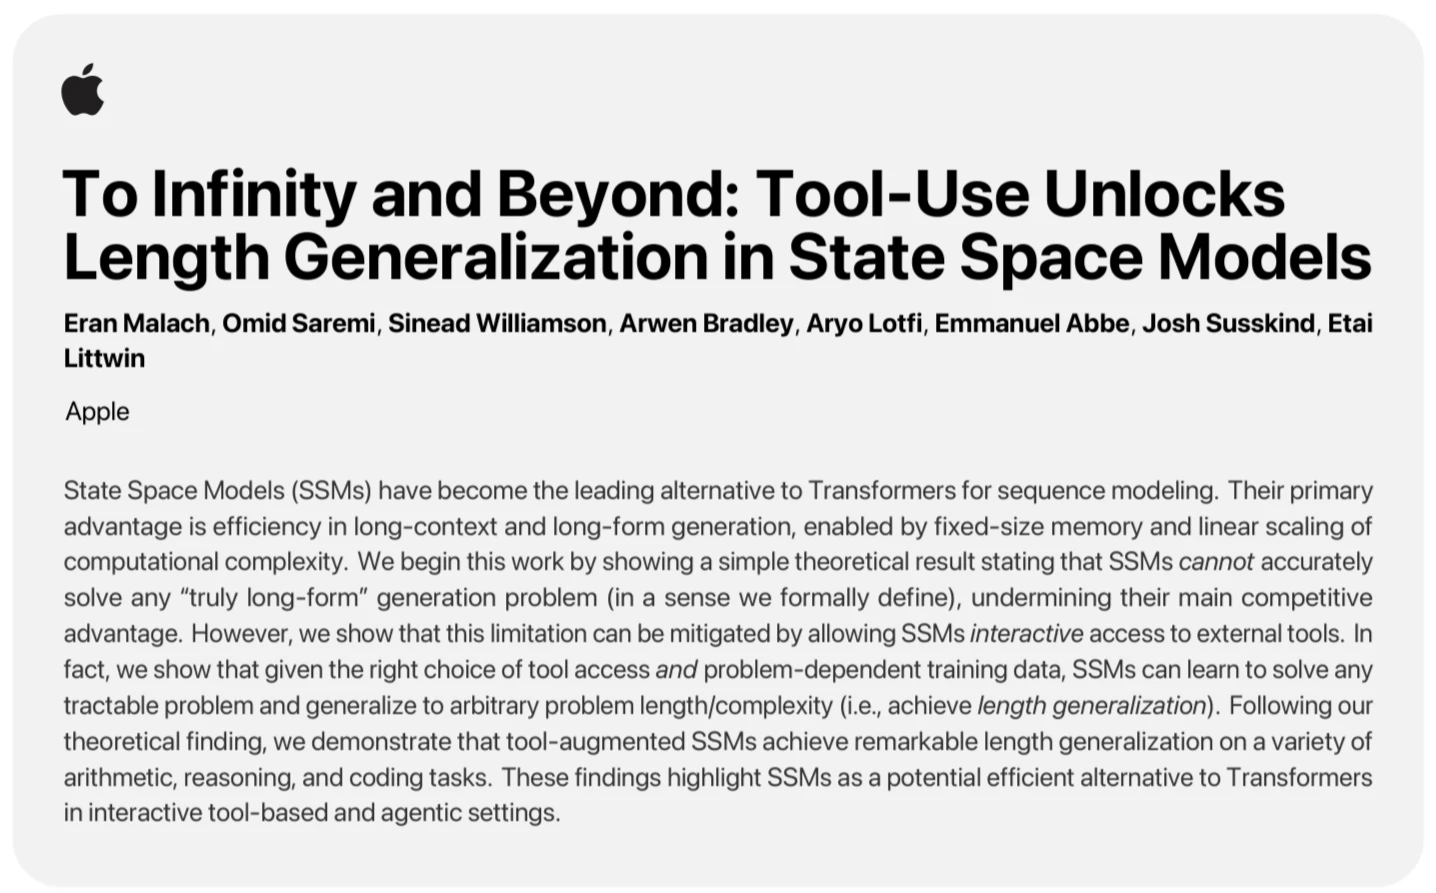 To Infinity and Beyond: Tool-Use Unlocks
Length Generalization in State Space Models
Eran Malach, Omid Saremi, Sinead Williamson, Arwen Bradley, Aryo Lotfi, Emmanuel Abbe, Josh Susskind, Etai
Littwin
Apple
State Space Models (SSMs) have become the leading alternative to Transformers for sequence modeling. Their primary
advantage is efficiency in long-context and long-form generation, enabled by fixed-size memory and linear scaling of
computational complexity. We begin this work by showing a simple theoretical result stating that SSMs cannot accurately
solve any “truly long-form” generation problem (in a sense we formally define), undermining their main competitive
advantage. However, we show that this limitation can be mitigated by allowing SSMs interactive access to external tools. In
fact, we show that given the right choice of tool access and problem-dependent training data, SSMs can learn to solve any
tractable problem and generalize to arbitrary problem length/complexity (i.e., achieve length generalization). Following our
theoretical finding, we demonstrate that tool-augmented SSMs achieve remarkable length generalization on a variety of
arithmetic, reasoning, and coding tasks. These findings highlight SSMs as a potential efficient alternative to Transformers
in interactive tool-based and agentic settings.